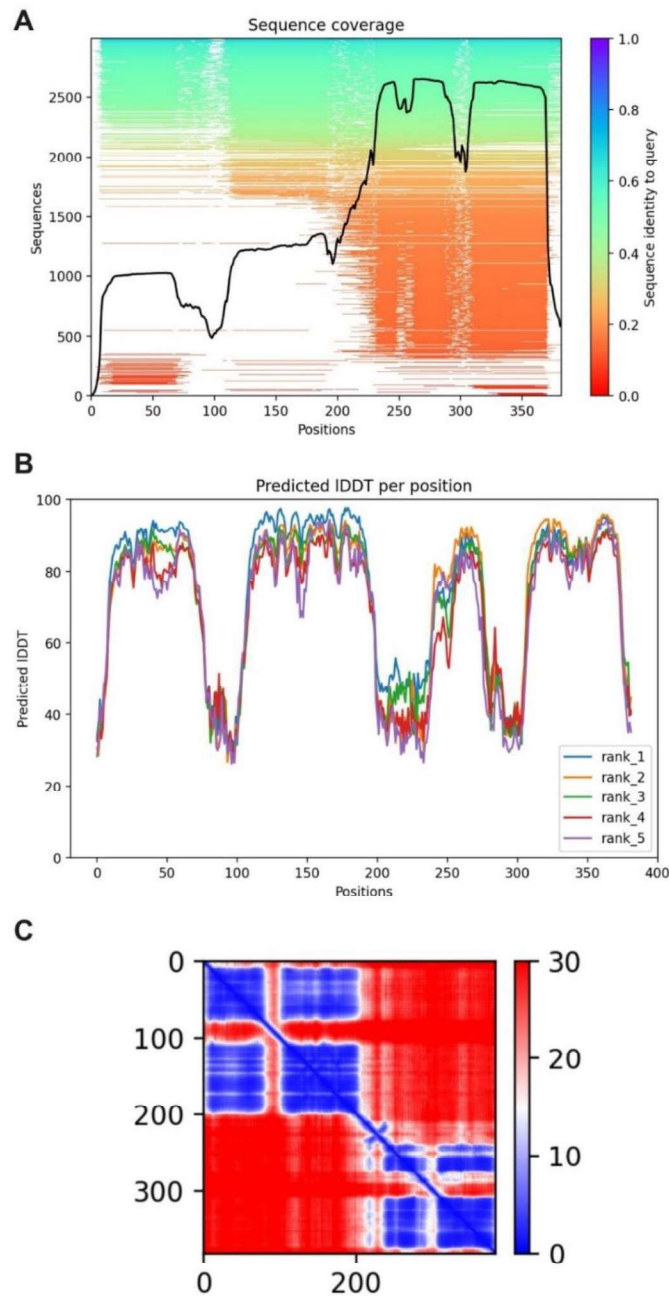 A
Sequence coverage
Sequences
2500
2000
1500
1000
500
0
0 50 100 150 200 250 300 350
Positions
1.0
0.8
0.6
0.4
0.2
0.0
Sequence identity to query
B
Predicted lDDT per position
Predicted lDDT
100
80
60
40
20
0
rank_1
rank_2
rank_3
rank_4
rank_5
0 50 100 150 200 250 300 350 400
Positions
C
0
100
200
300
0 200
30
20
10
0